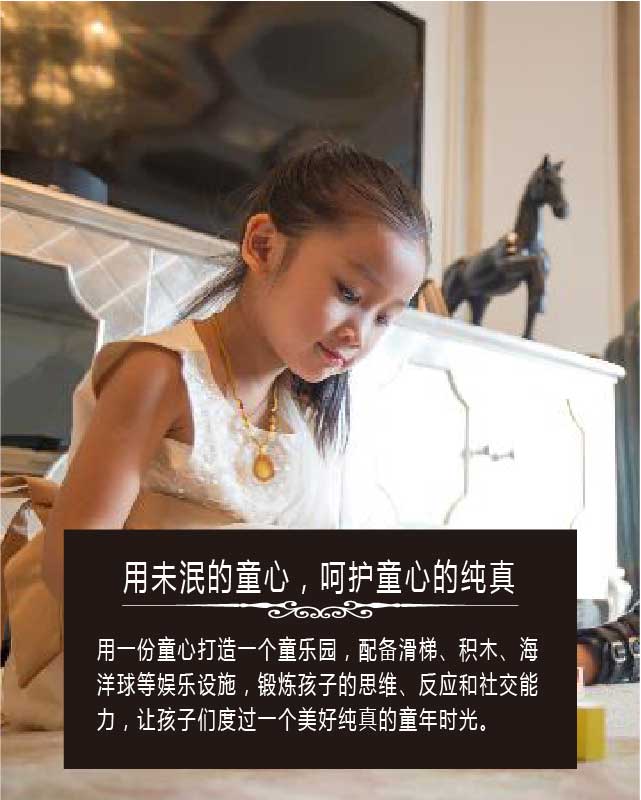 用未泯的童心，呵护童心的纯真
用一份童心打造一个童乐园，配备滑梯、积木、海
洋球等娱乐设施，锻炼孩子的思维、反应和社交能
力，让孩子们度过一个美好纯真的童年时光。